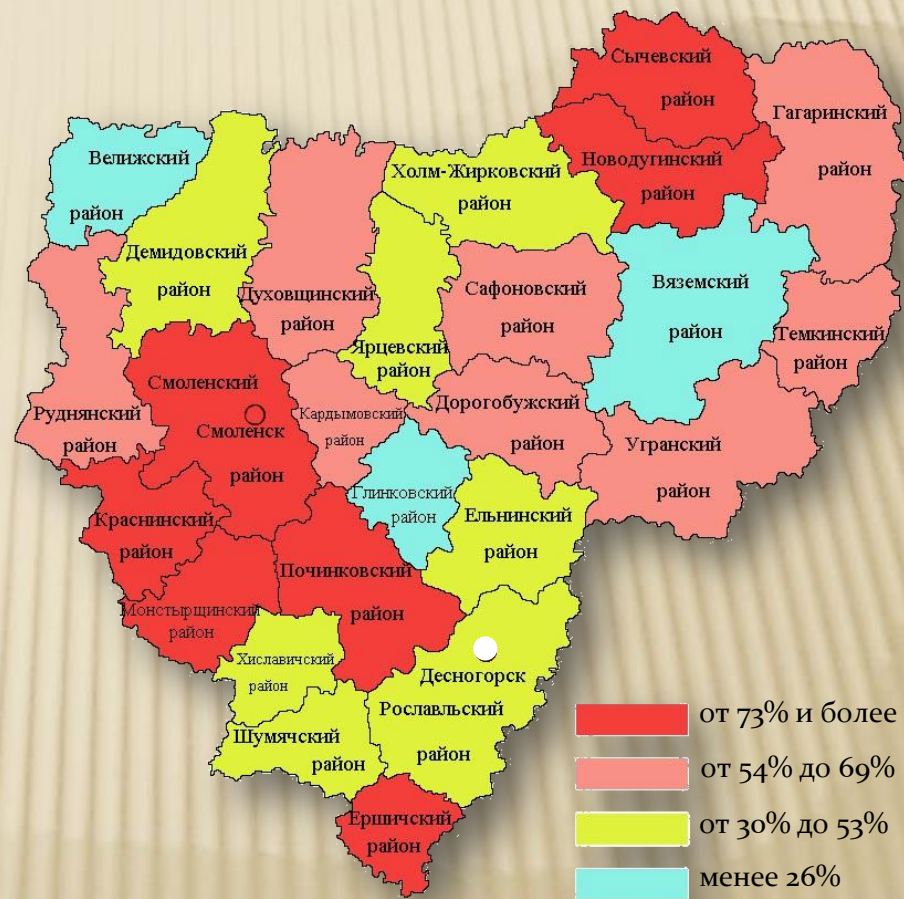 Сычевский
район
Гагаринский
район
Новодугинский
район
Велижский
район
Холм-Жирковский
район
Демидовский
район
Духовщинский
район
Сафоновский
район
Вяземский
район
Ярцевский
район
Темкинский
район
Смоленский
Смоленск
район
Руднянский
район
Кардымовский
район
Дорогобужский
район
Угранский
район
Глинковский
район
Ельнинский
район
Краснинский
район
Починковский
район
Монстырщинский
район
Хиславичский
район
Десногорск
Рославльский
район
Шумячский
район
Ершичский
район
от 73% и более
от 54% до 69%
от 30% до 53%
менее 26%